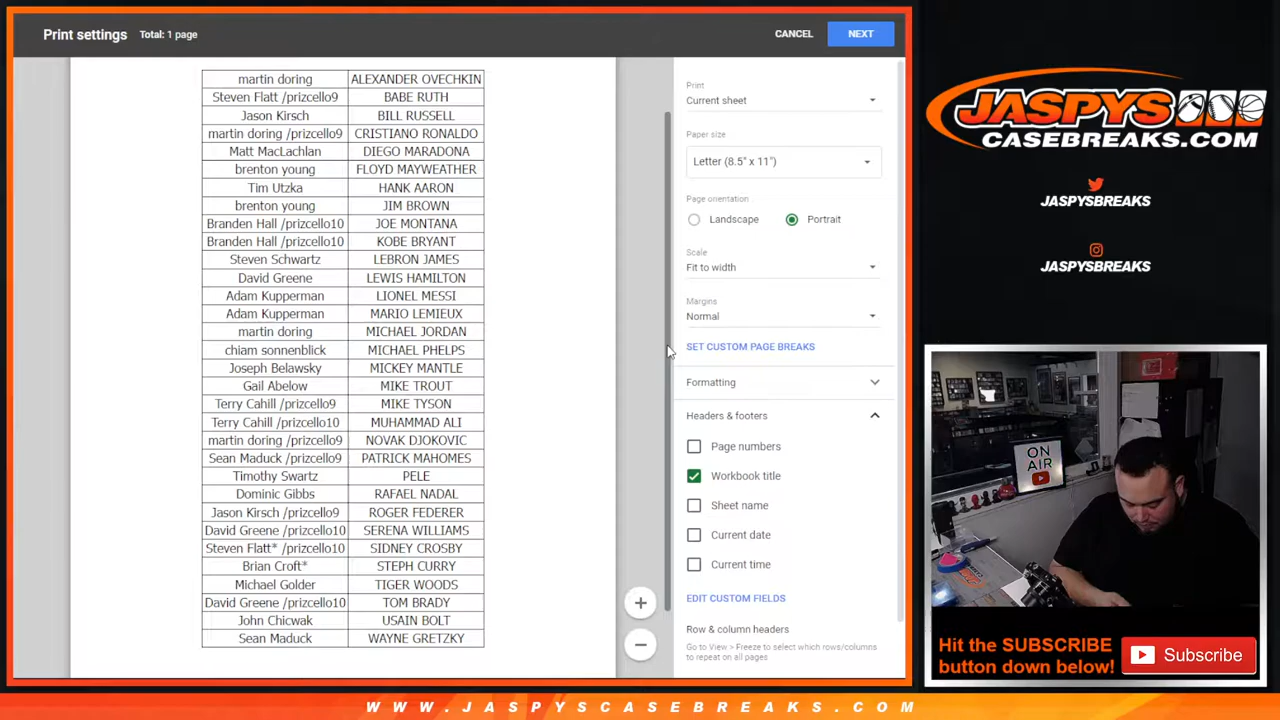 Print settings Total: 1 page CANCEL NEXT
martin doring ALEXANDER OVECHKIN
Steven Flatt /prizcello9 BABE RUTH
Jason Kirsch BILL RUSSELL
martin doring /prizcello9 CRISTIANO RONALDO
Matt MacLachlan DIEGO MARADONA
brenton young FLOYD MAYWEATHER
Tim Utzka HANK AARON
brenton young JIM BROWN
Branden Hall /prizcello10 JOE MONTANA
Branden Hall /prizcello10 KOBE BRYANT
Steven Schwartz LEBRON JAMES
David Greene LEWIS HAMILTON
Adam Kupperman LIONEL MESSI
Adam Kupperman MARIO LEMIEUX
martin doring MICHAEL JORDAN
chiam sonnenblick MICHAEL PHELPS
Joseph Belawsky MICKEY MANTLE
Gail Abelow MIKE TROUT
Terry Cahill /prizcello9 MIKE TYSON
Terry Cahill /prizcello10 MUHAMMAD ALI
martin doring /prizcello9 NOVAK DJOKOVIC
Sean Maduck /prizcello9 PATRICK MAHOMES
Timothy Swartz PELE
Dominic Gibbs RAFAEL NADAL
Jason Kirsch /prizcello9 ROGER FEDERER
David Greene /prizcello10 SERENA WILLIAMS
Steven Flatt* /prizcello10 SIDNEY CROSBY
Brian Croft* STEPH CURRY
Michael Golder TIGER WOODS
David Greene /prizcello10 TOM BRADY
John Chicwak USAIN BOLT
Sean Maduck WAYNE GRETZKY
Print
Current sheet
Paper size
Letter (8.5" x 11")
Page orientation
Landscape Portrait
Scale
Fit to width
Margins
Normal
SET CUSTOM PAGE BREAKS
Formatting
Headers & footers
Page numbers
Workbook title
Sheet name
Current date
Current time
EDIT CUSTOM FIELDS
Row & column headers
Go to View > Freeze to select which rows/columns
to repeat on all pages
JASPYS
CASEBREAKS.COM
JASPYSBREAKS
JASPYSBREAKS
ON
AIR
Hit the SUBSCRIBE
button down below!
Subscribe
WWW.JASPYSCASEBREAKS.COM